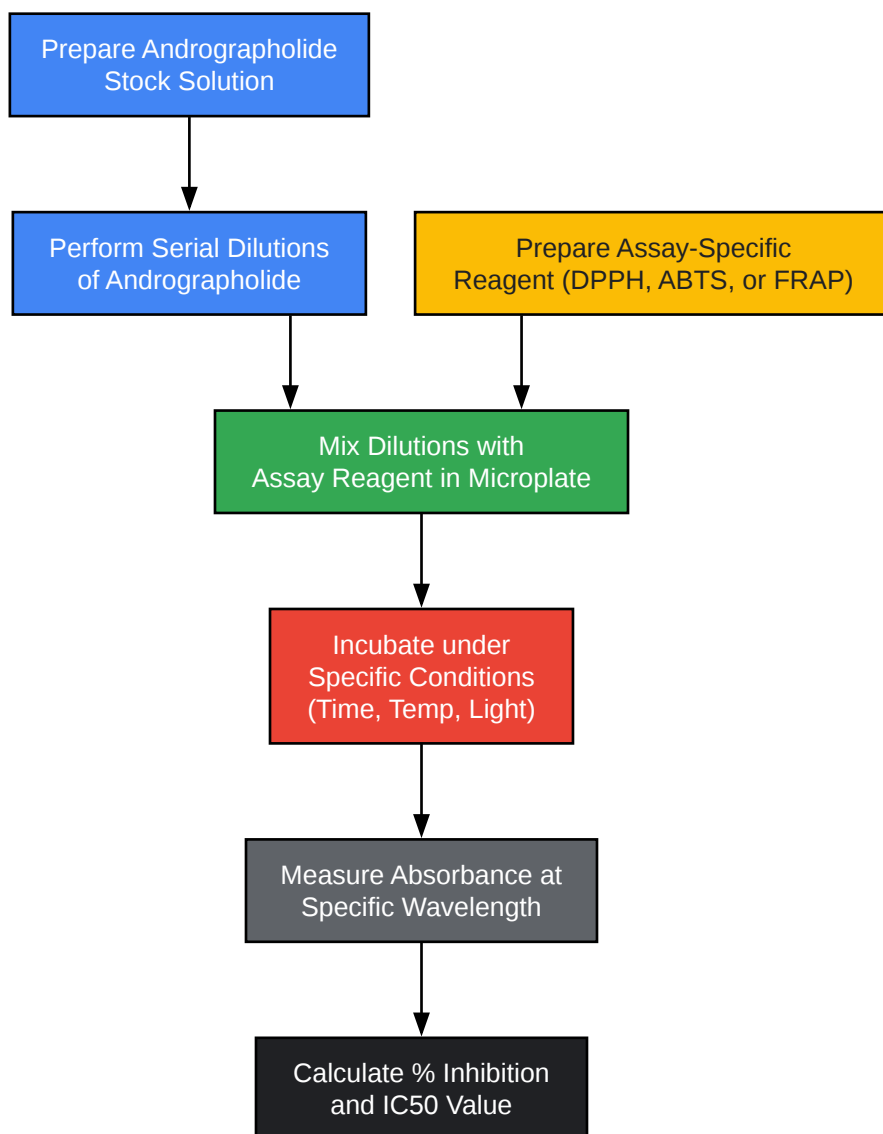 Prepare Andrographolide
Stock Solution
Perform Serial Dilutions
of Andrographolide
Prepare Assay-Specific
Reagent (DPPH, ABTS, or FRAP)
Mix Dilutions with
Assay Reagent in Microplate
Incubate under
Specific Conditions
(Time, Temp, Light)
Measure Absorbance at
Specific Wavelength
Calculate % Inhibition
and IC50 Value